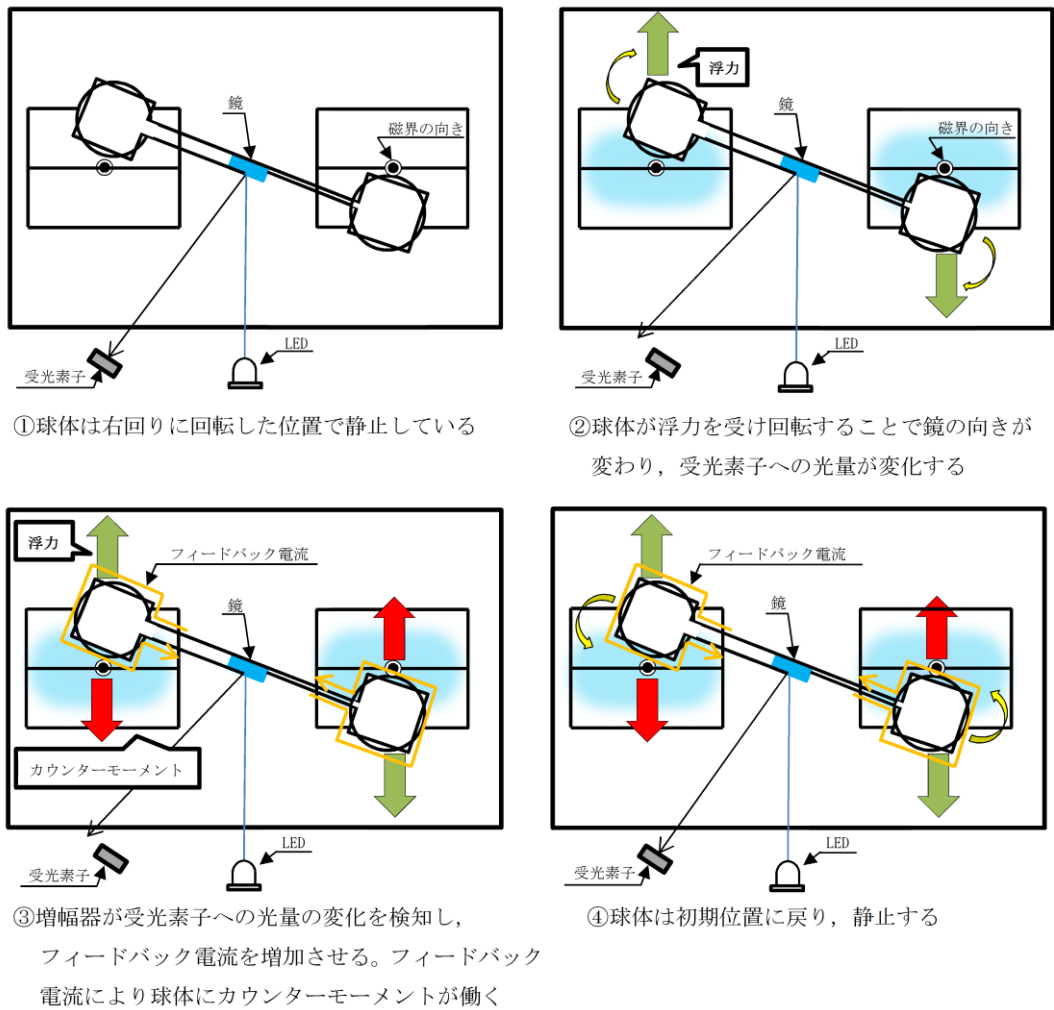 鏡
磁界の向き
LED
受光素子
①球体は右回りに回転した位置で静止している
浮力
鏡
磁界の向き
LED
受光素子
②球体が浮力を受け回転することで鏡の向きが
変わり，受光素子への光量が変化する
浮力
フィードバック電流
鏡
カウンターモーメント
LED
受光素子
③増幅器が受光素子への光量の変化を検知し，
フィードバック電流を増加させる。フィードバック
電流により球体にカウンターモーメントが働く
フィードバック電流
鏡
LED
受光素子
④球体は初期位置に戻り，静止する